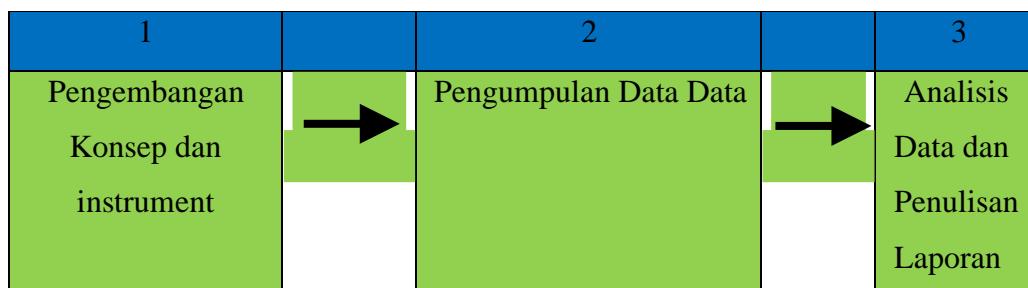 1
2
3
Pengembangan
Konsep dan
instrument
Pengumpulan Data Data
Analisis
Data dan
Penulisan
Laporan